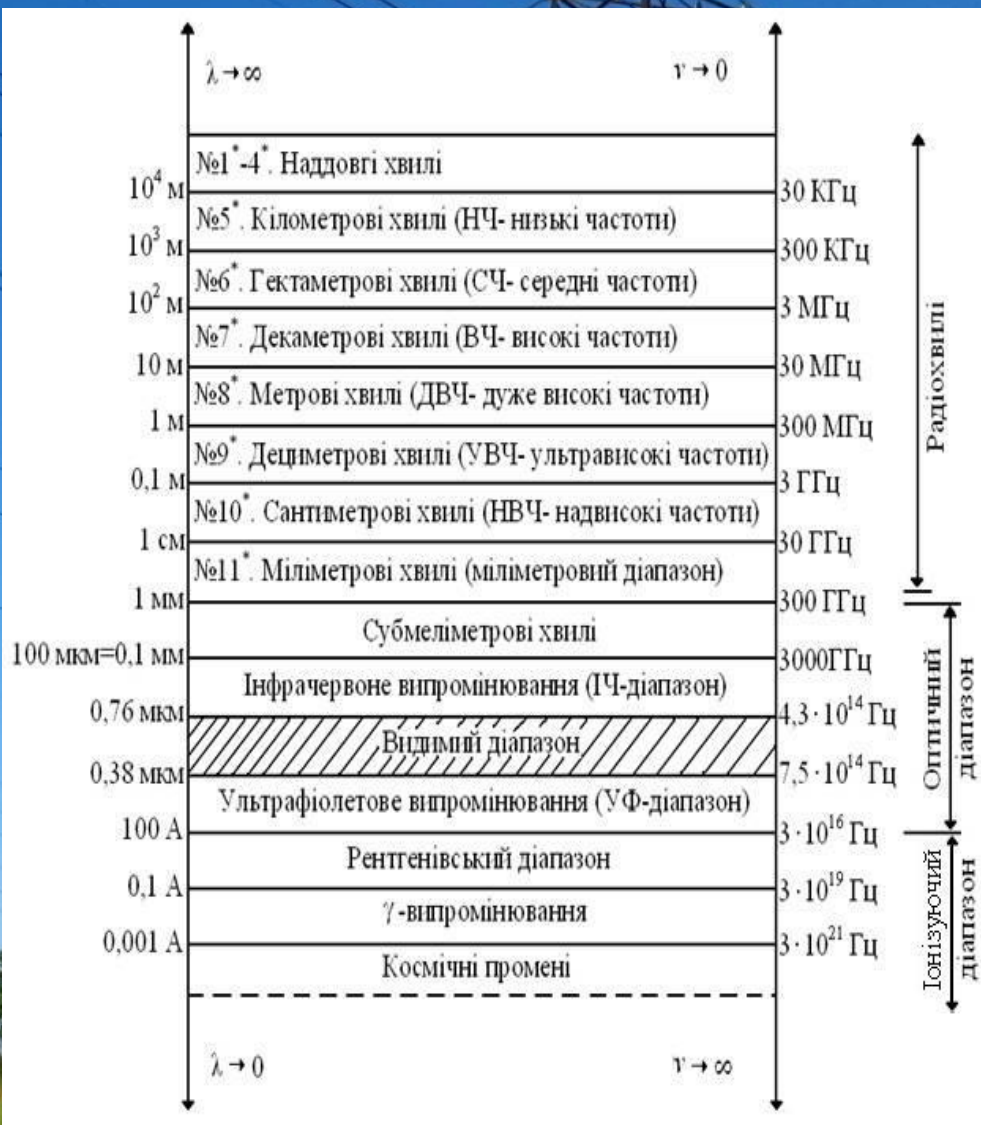 λ → ∞ ν → 0
№1*-4*. Наддовгі хвилі
10⁴ м 30 КГц
№5*. Кілометрові хвилі (НЧ- низькі частоти)
10³ м 300 КГц
№6*. Гектаметрові хвилі (СЧ- середні частоти)
10² м 3 МГц
№7*. Декаметрові хвилі (ВЧ- високі частоти)
10 м 30 МГц
№8*. Метрові хвилі (ДВЧ- дуже високі частоти)
1 м 300 МГц
№9*. Дециметрові хвилі (УВЧ- ультрависокі частоти)
0,1 м 3 ГГц
№10*. Сантиметрові хвилі (НВЧ- надвисокі частоти)
1 см 30 ГГц
№11*. Міліметрові хвилі (міліметровий діапазон)
1 мм 300 ГГц
Субмеліметрові хвилі
100 мкм=0,1 мм 3000ГГц
Інфрачервоне випромінювання (ІЧ-діапазон)
0,76 мкм 4,3 · 10¹⁴ Гц
Видимий діапазон
0,38 мкм 7,5 · 10¹⁴ Гц
Ультрафіолетове випромінювання (УФ-діапазон)
100 А 3 · 10¹⁶ Гц
Рентгенівський діапазон
0,1 А 3 · 10¹⁹ Гц
γ-випромінювання
0,001 А 3 · 10²¹ Гц
Космічні промені
λ → 0 ν → ∞
Радіохвилі
Оптичний
діапазон
Іонізуючий
діапазон